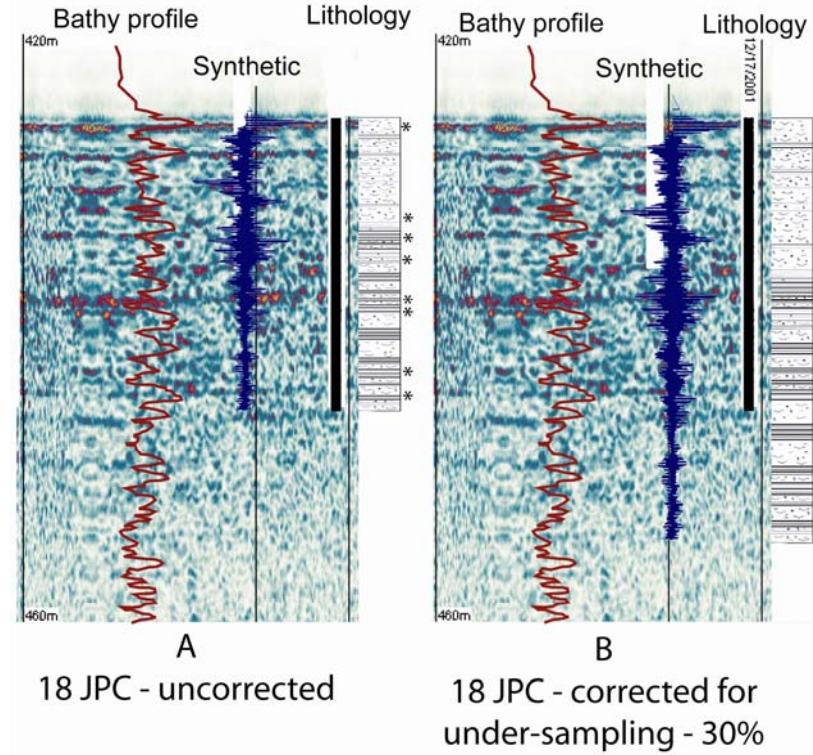 Bathy profile
Lithology
420m
Synthetic
*
*
*
*
*
*
*
*
460m
A
18 JPC - uncorrected
Bathy profile
Lithology
420m
12/17/2001
Synthetic
460m
B
18 JPC - corrected for
under-sampling - 30%